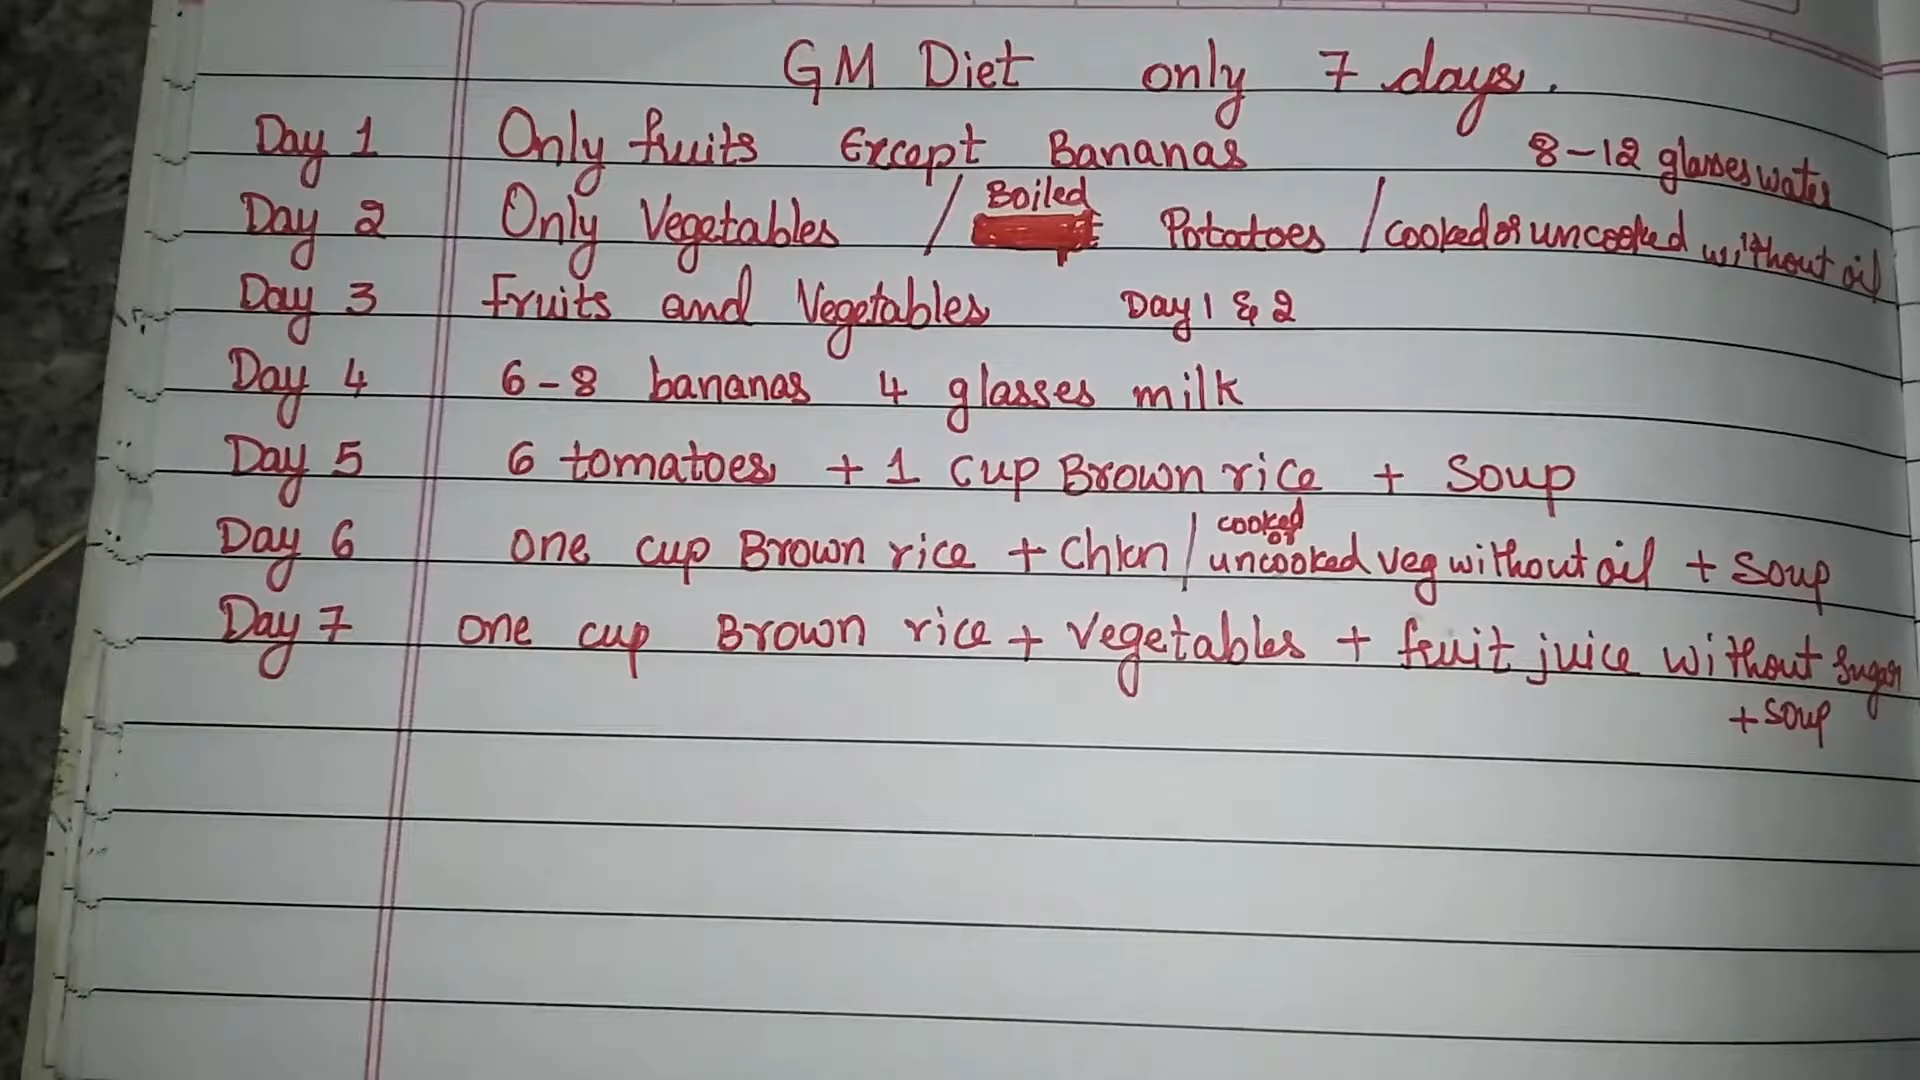 GM Diet only 7 days.
Day 1 Only fruits Except Bananas 8-12 glasses water
Day 2 Only Vegetables / Boiled Potatoes / cooked or uncooked without oil
Day 3 Fruits and Vegetables Day 1 & 2
Day 4 6-8 bananas 4 glasses milk
Day 5 6 tomatoes + 1 cup Brown rice + Soup
Day 6 one cup Brown rice + Chkn / cooked or uncooked veg without oil + Soup
Day 7 one cup Brown rice + Vegetables + fruit juice without sugar
+ Soup